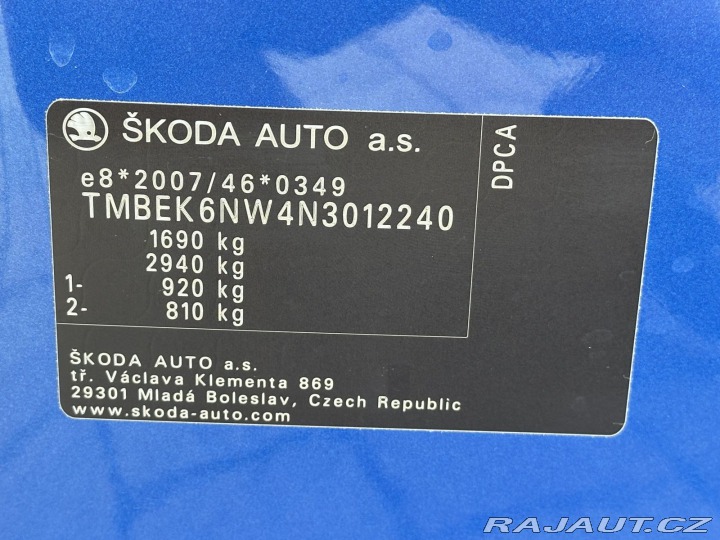 ŠKODA AUTO a.s.
DPCA
e8*2007/46*0349
TMBEK6NW4N3012240
1690 kg
2940 kg
1- 920 kg
2- 810 kg
ŠKODA AUTO a.s.
tř. Václava Klementa 869
29301 Mladá Boleslav, Czech Republic
www.skoda-auto.com
RAJAUT.CZ